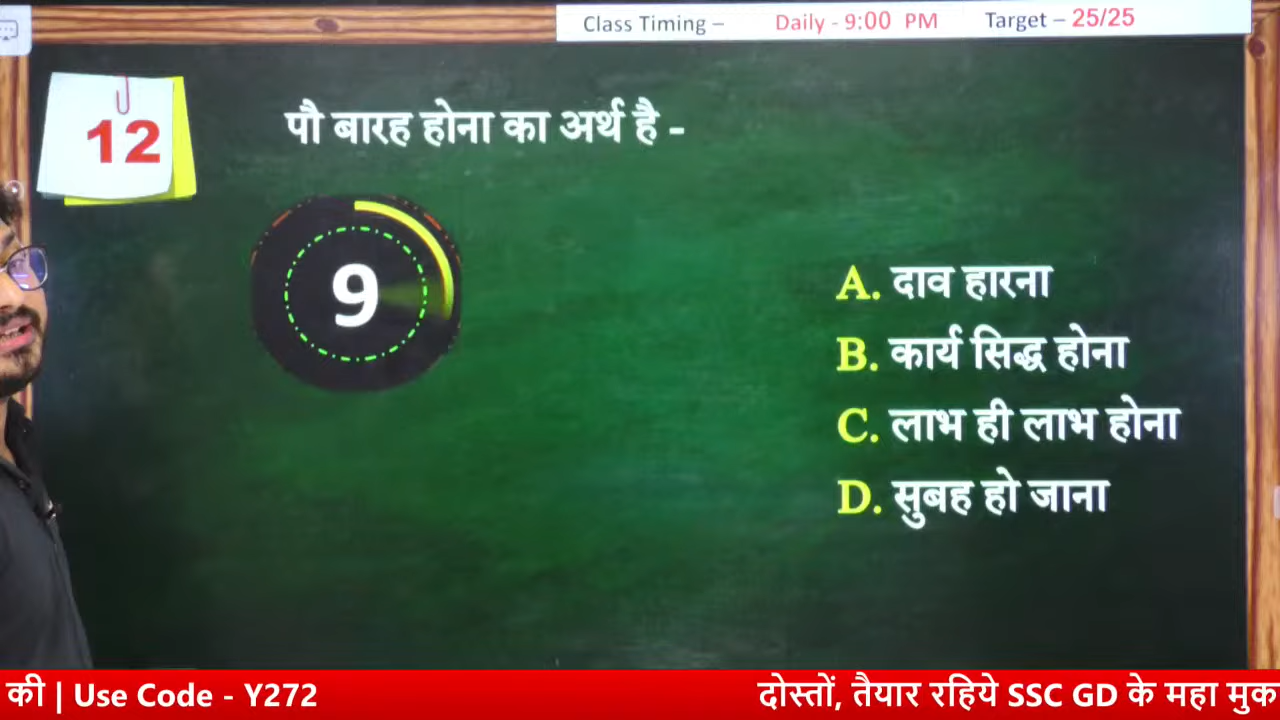 Class Timing – Daily - 9:00 PM Target – 25/25
12
पौ बारह होना का अर्थ है -
9
A. दाव हारना
B. कार्य सिद्ध होना
C. लाभ ही लाभ होना
D. सुबह हो जाना
की | Use Code - Y272
दोस्तों, तैयार रहिये SSC GD के महा मुक